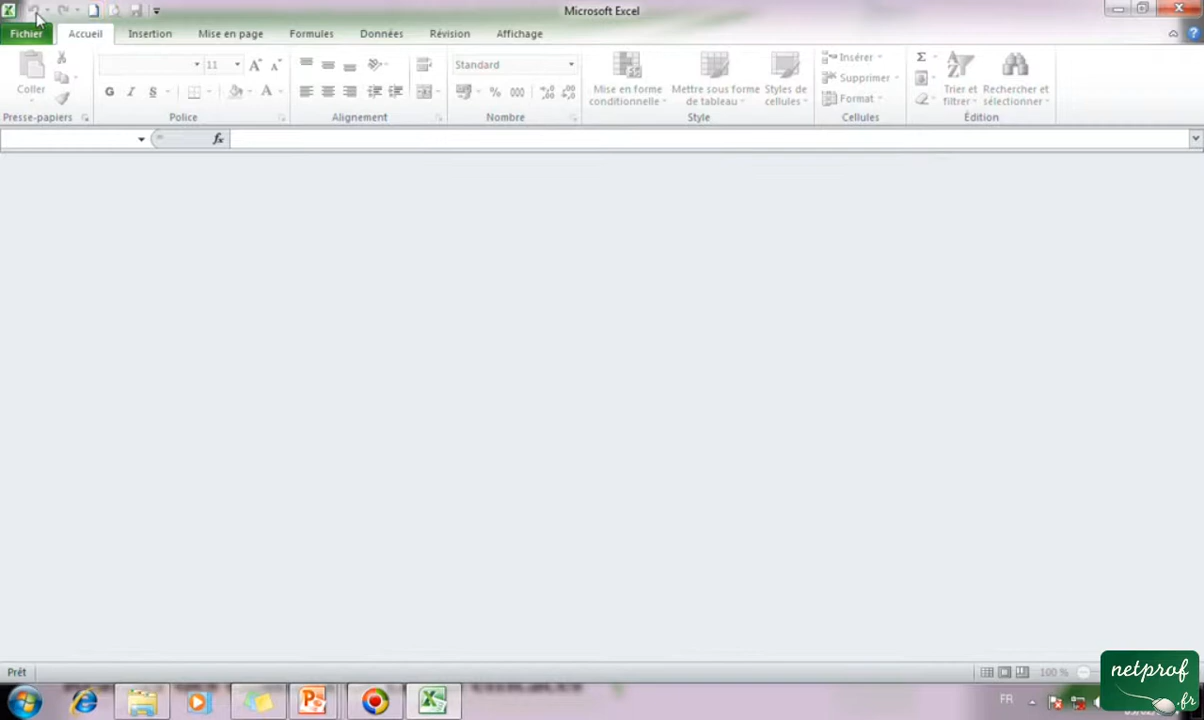 Microsoft Excel
Fichier Accueil Insertion Mise en page Formules Données Révision Affichage
Coller
11
G I S
Standard
% 000
Mise en forme conditionnelle
Mettre sous forme de tableau
Styles de cellules
Insérer
Supprimer
Format
Σ
Trier et filtrer
Rechercher et sélectionner
Presse-papiers Police Alignement Nombre Style Cellules Édition
fx
Prêt
100 %
FR
netprof
.fr